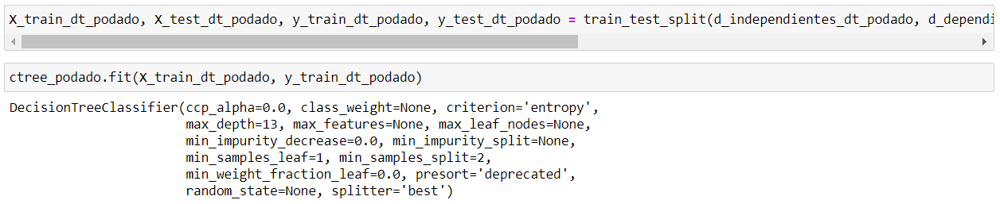 X_train_dt_podado, X_test_dt_podado, y_train_dt_podado, y_test_dt_podado = train_test_split(d_independientes_dt_podado, d_dependi
ctree_podado.fit(X_train_dt_podado, y_train_dt_podado)
DecisionTreeClassifier(ccp_alpha=0.0, class_weight=None, criterion='entropy',
max_depth=13, max_features=None, max_leaf_nodes=None,
min_impurity_decrease=0.0, min_impurity_split=None,
min_samples_leaf=1, min_samples_split=2,
min_weight_fraction_leaf=0.0, presort='deprecated',
random_state=None, splitter='best')